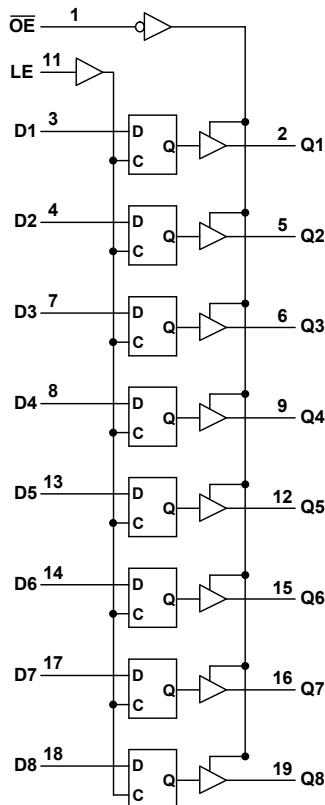 O̅E̅ 1
LE 11
D1 3 D Q C 2 Q1
D2 4 D Q C 5 Q2
D3 7 D Q C 6 Q3
D4 8 D Q C 9 Q4
D5 13 D Q C 12 Q5
D6 14 D Q C 15 Q6
D7 17 D Q C 16 Q7
D8 18 D Q C 19 Q8